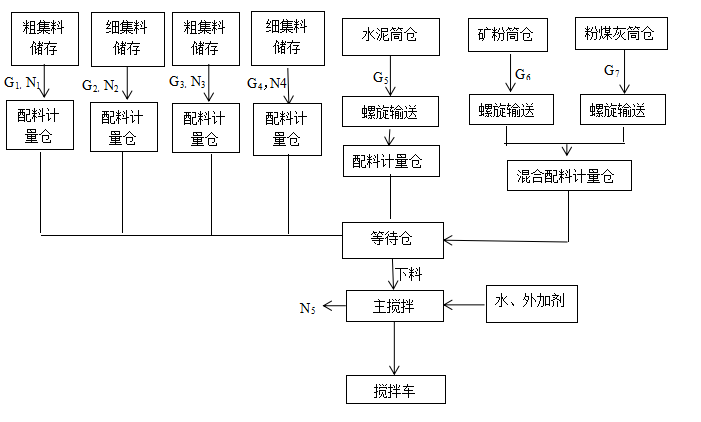 粗集料
储存
细集料
储存
粗集料
储存
细集料
储存
水泥筒仓
矿粉筒仓
粉煤灰筒仓
G1, N1
G2, N2
G3, N3
G4，N4
G5
G6
G7
配料计
量仓
配料计
量仓
配料计
量仓
配料计
量仓
螺旋输送
螺旋输送
螺旋输送
配料计量仓
混合配料计量仓
等待仓
下料
N5
主搅拌
水、外加剂
搅拌车